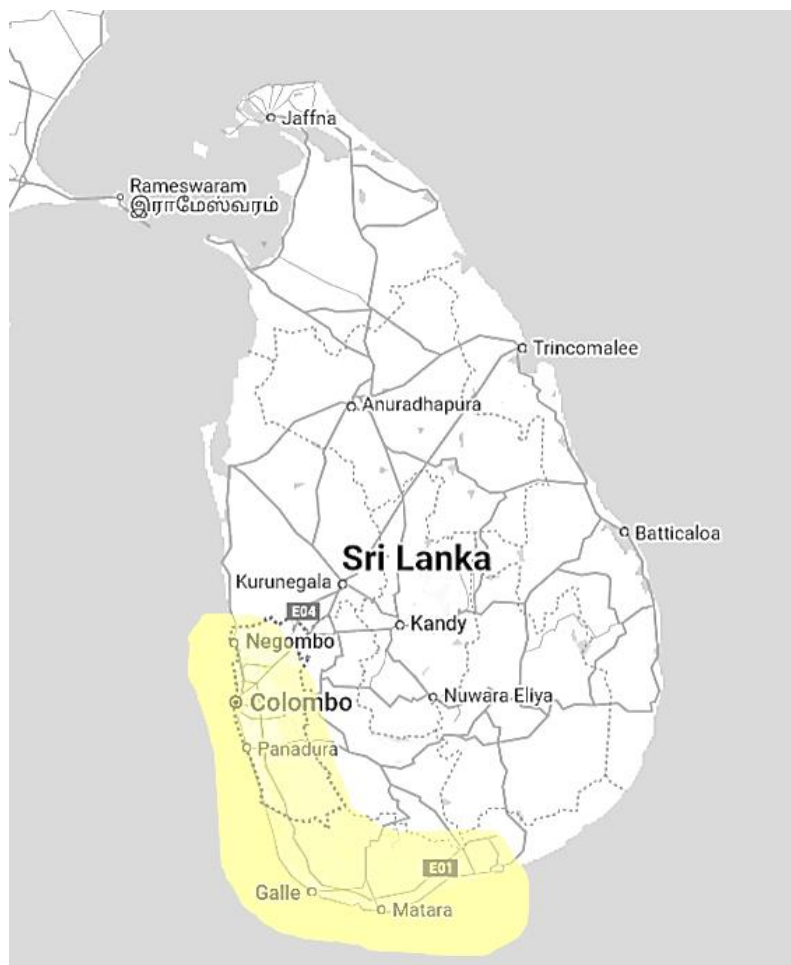 Jaffna
Rameswaram
இராமேஸ்வரம்
Trincomalee
Anuradhapura
Batticaloa
Sri Lanka
Kurunegala
E04
Kandy
Negombo
Nuwara Eliya
Colombo
Panadura
E01
Galle
Matara